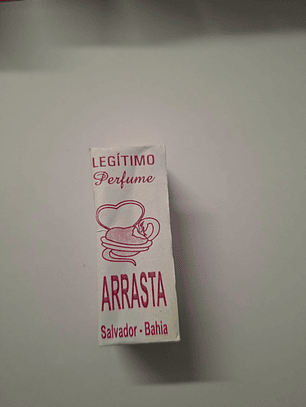 LEGÍTIMO
Perfume
ARRASTA
Salvador - Bahia